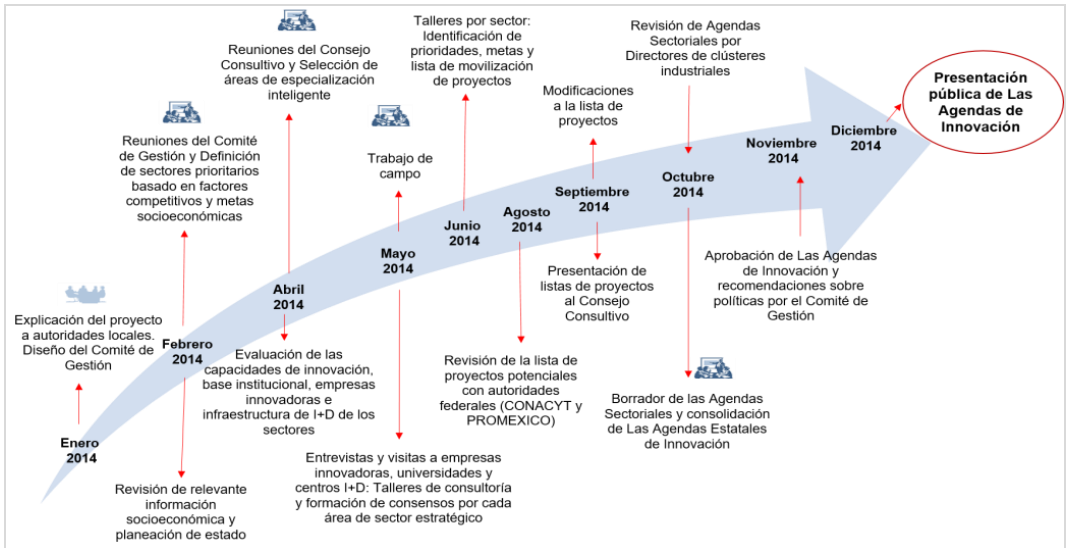 Explicación del proyecto
a autoridades locales.
Diseño del Comité de
Gestión
Enero
2014
Reuniones del Comité
de Gestión y Definición
de sectores prioritarios
basado en factores
competitivos y metas
socioeconómicas
Febrero
2014
Revisión de relevante
información
socioeconómica y
planeación de estado
Reuniones del Consejo
Consultivo y Selección de
áreas de especialización
inteligente
Abril
2014
Evaluación de las
capacidades de innovación,
base institucional, empresas
innovadoras e
infraestructura de I+D de los
sectores
Trabajo de
campo
Mayo
2014
Entrevistas y visitas a empresas
innovadoras, universidades y
centros I+D: Talleres de consultoría
y formación de consensos por cada
área de sector estratégico
Talleres por sector:
Identificación de
prioridades, metas y
lista de movilización de
proyectos
Junio
2014
Agosto
2014
Revisión de la lista de
proyectos potenciales
con autoridades
federales (CONACYT y
PROMEXICO)
Modificaciones
a la lista de
proyectos
Septiembre
2014
Presentación de
listas de proyectos
al Consejo
Consultivo
Revisión de Agendas
Sectoriales por
Directores de clústeres
industriales
Octubre
2014
Borrador de las Agendas
Sectoriales y consolidación
de Las Agendas Estatales
de Innovación
Noviembre
2014
Aprobación de Las Agendas
de Innovación y
recomendaciones sobre
políticas por el Comité de
Gestión
Diciembre
2014
Presentación
pública de Las
Agendas de
Innovación